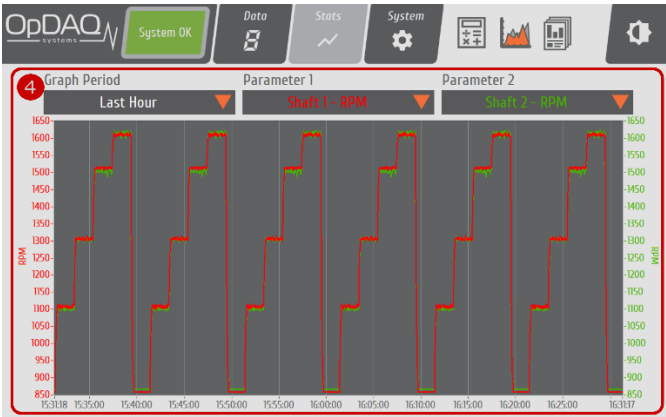 OpDAQ
systems
System OK
Data
Stats
System
4
Graph Period
Parameter 1
Parameter 2
Last Hour
Shaft 1 - RPM
Shaft 2 - RPM
1650
1600
1550
1500
1450
1400
1350
1300
1250
1200
1150
1100
1050
1000
950
900
850
RPM
1650
1600
1550
1500
1450
1400
1350
1300
1250
1200
1150
1100
1050
1000
950
900
850
RPM
15:31:18 15:35:00 15:40:00 15:45:00 15:50:00 15:55:00 16:00:00 16:05:00 16:10:00 16:15:00 16:20:00 16:25:00 16:31:17